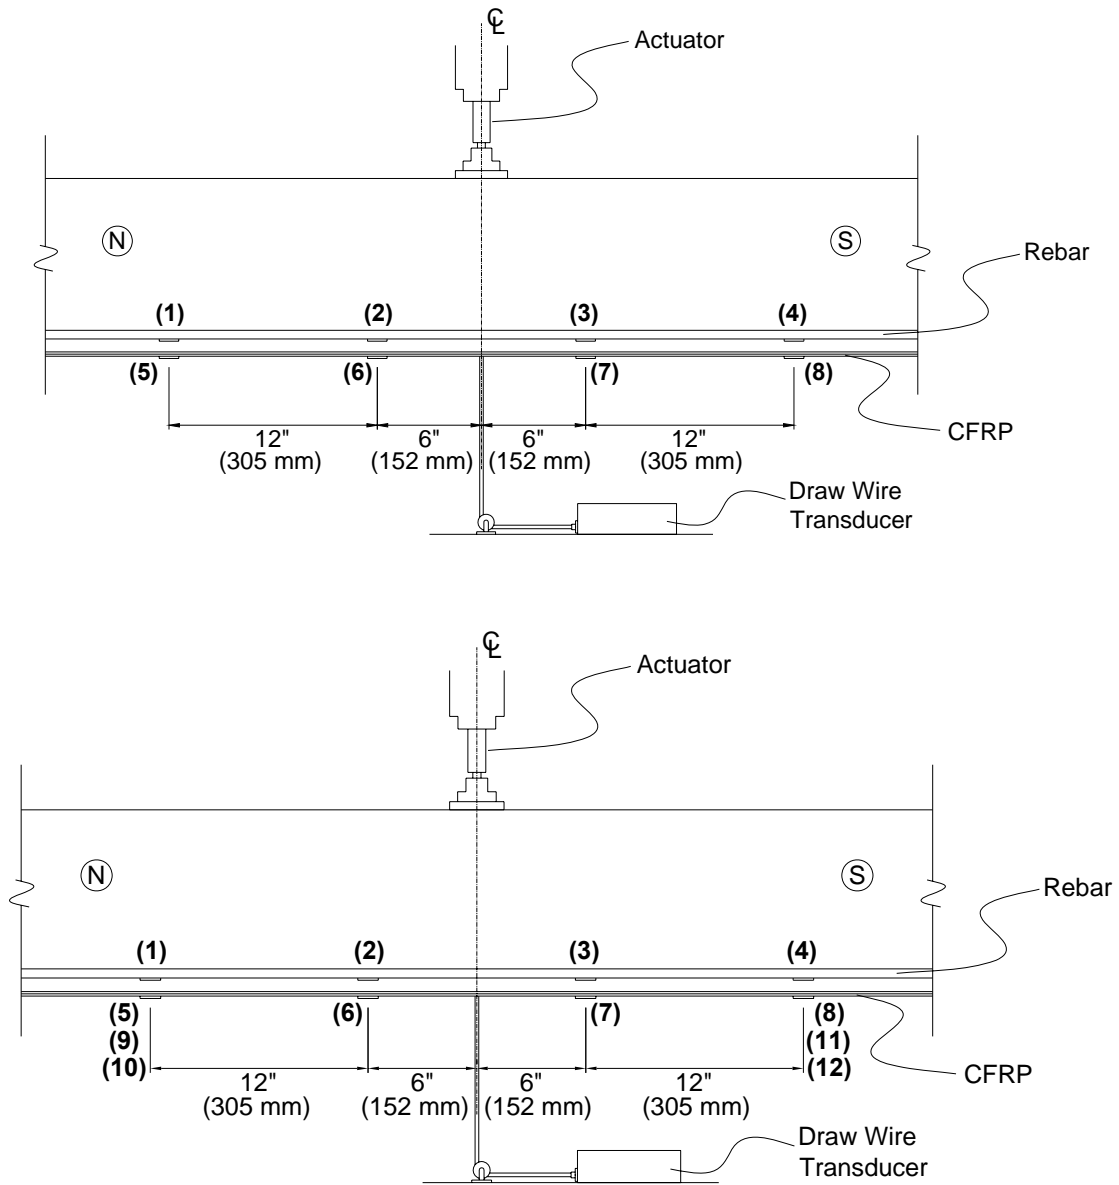 ℄
Actuator
N
S
Rebar
(1)
(2)
(3)
(4)
(5)
(6)
(7)
(8)
12"
(305 mm)
6"
(152 mm)
6"
(152 mm)
12"
(305 mm)
CFRP
Draw Wire
Transducer
℄
Actuator
N
S
Rebar
(1)
(2)
(3)
(4)
(5)
(9)
(10)
(6)
(7)
(8)
(11)
(12)
12"
(305 mm)
6"
(152 mm)
6"
(152 mm)
12"
(305 mm)
CFRP
Draw Wire
Transducer